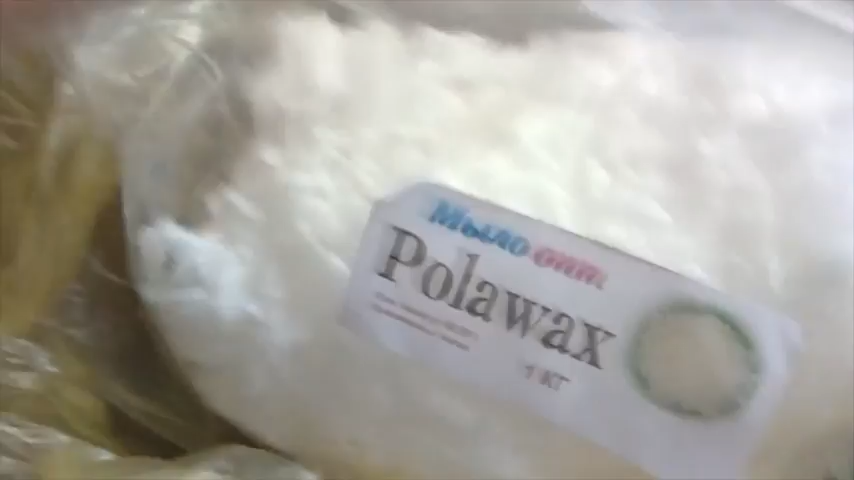 Мыло опт
Polawax
1 кг